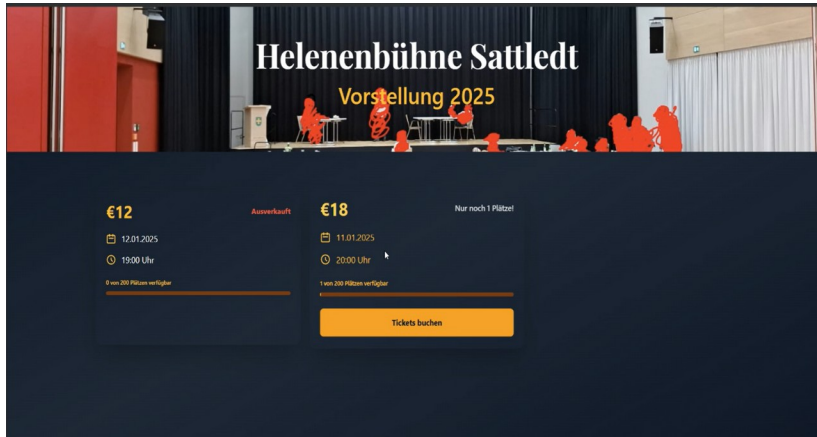 Helenenbühne Sattledt
Vorstellung 2025
€12
Ausverkauft
12.01.2025
19:00 Uhr
0 von 200 Plätzen verfügbar
€18
Nur noch 1 Plätze!
11.01.2025
20:00 Uhr
1 von 200 Plätzen verfügbar
Tickets buchen